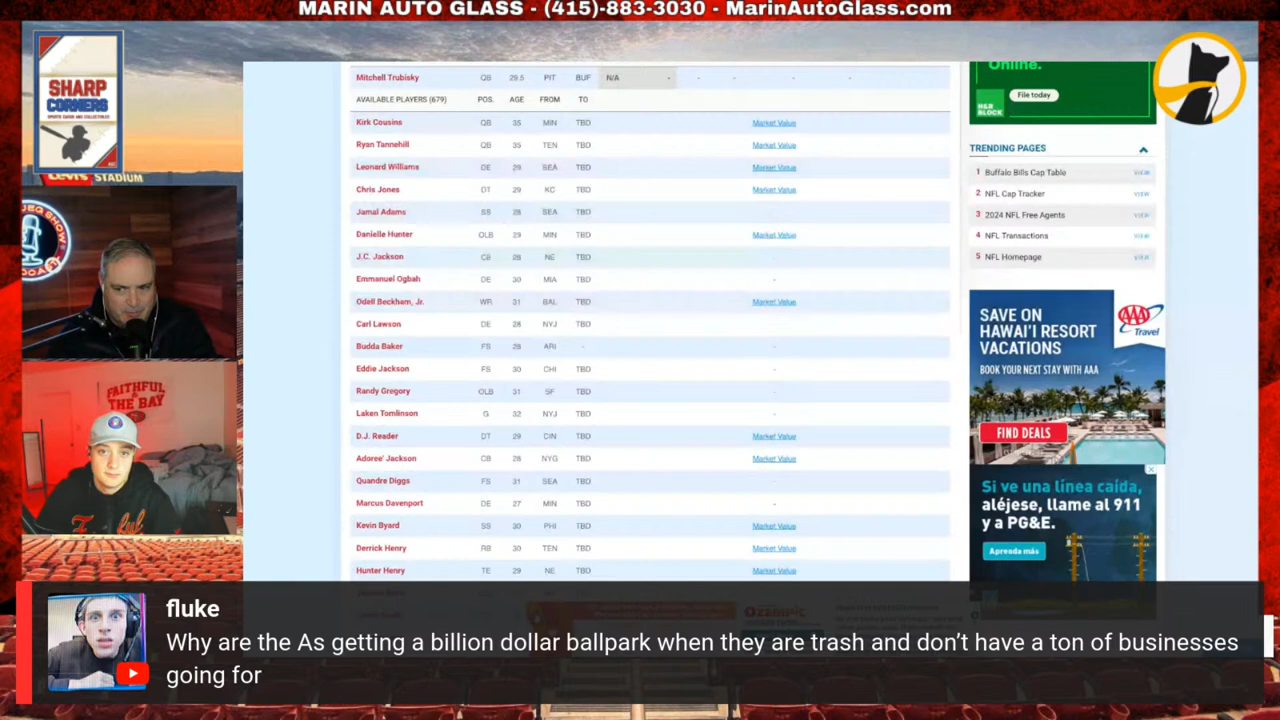 MARIN AUTO GLASS - (415)-883-3030 - MarinAutoGlass.com
SHARP
CORNERS
SPORTS CARDS AND COLLECTIBLES
LEVI'S STADIUM
SHOW
PODCAST
FAITHFUL
TO
THE BAY
Mitchell Trubisky QB 29.5 PIT BUF N/A - - - - -
AVAILABLE PLAYERS (679) POS. AGE FROM TO
Kirk Cousins QB 35 MIN TBD Market Value
Ryan Tannehill QB 35 TEN TBD Market Value
Leonard Williams DE 29 SEA TBD Market Value
Chris Jones DT 29 KC TBD Market Value
Jamal Adams SS 28 SEA TBD
Danielle Hunter OLB 29 MIN TBD Market Value
J.C. Jackson CB 28 NE TBD -
Emmanuel Ogbah DE 30 MIA TBD -
Odell Beckham, Jr. WR 31 BAL TBD Market Value
Carl Lawson DE 28 NYJ TBD
Budda Baker FS 28 ARI - -
Eddie Jackson FS 30 CHI TBD -
Randy Gregory OLB 31 SF TBD -
Laken Tomlinson G 32 NYJ TBD -
D.J. Reader DT 29 CIN TBD Market Value
Adoree' Jackson CB 28 NYG TBD Market Value
Quandre Diggs FS 31 SEA TBD
Marcus Davenport DE 27 MIN TBD -
Kevin Byard SS 30 PHI TBD Market Value
Derrick Henry RB 30 TEN TBD Market Value
Hunter Henry TE 29 NE TBD Market Value
Online.
H&R
BLOCK
File today
TRENDING PAGES
1 Buffalo Bills Cap Table VIEW
2 NFL Cap Tracker VIEW
3 2024 NFL Free Agents VIEW
4 NFL Transactions VIEW
5 NFL Homepage VIEW
SAVE ON
HAWAI'I RESORT
VACATIONS
BOOK YOUR NEXT STAY WITH AAA
AAA
Travel
FIND DEALS
Si ve una línea caída,
aléjese, llame al 911
y a PG&E.
Aprenda más
fluke
Why are the As getting a billion dollar ballpark when they are trash and don't have a ton of businesses
going for